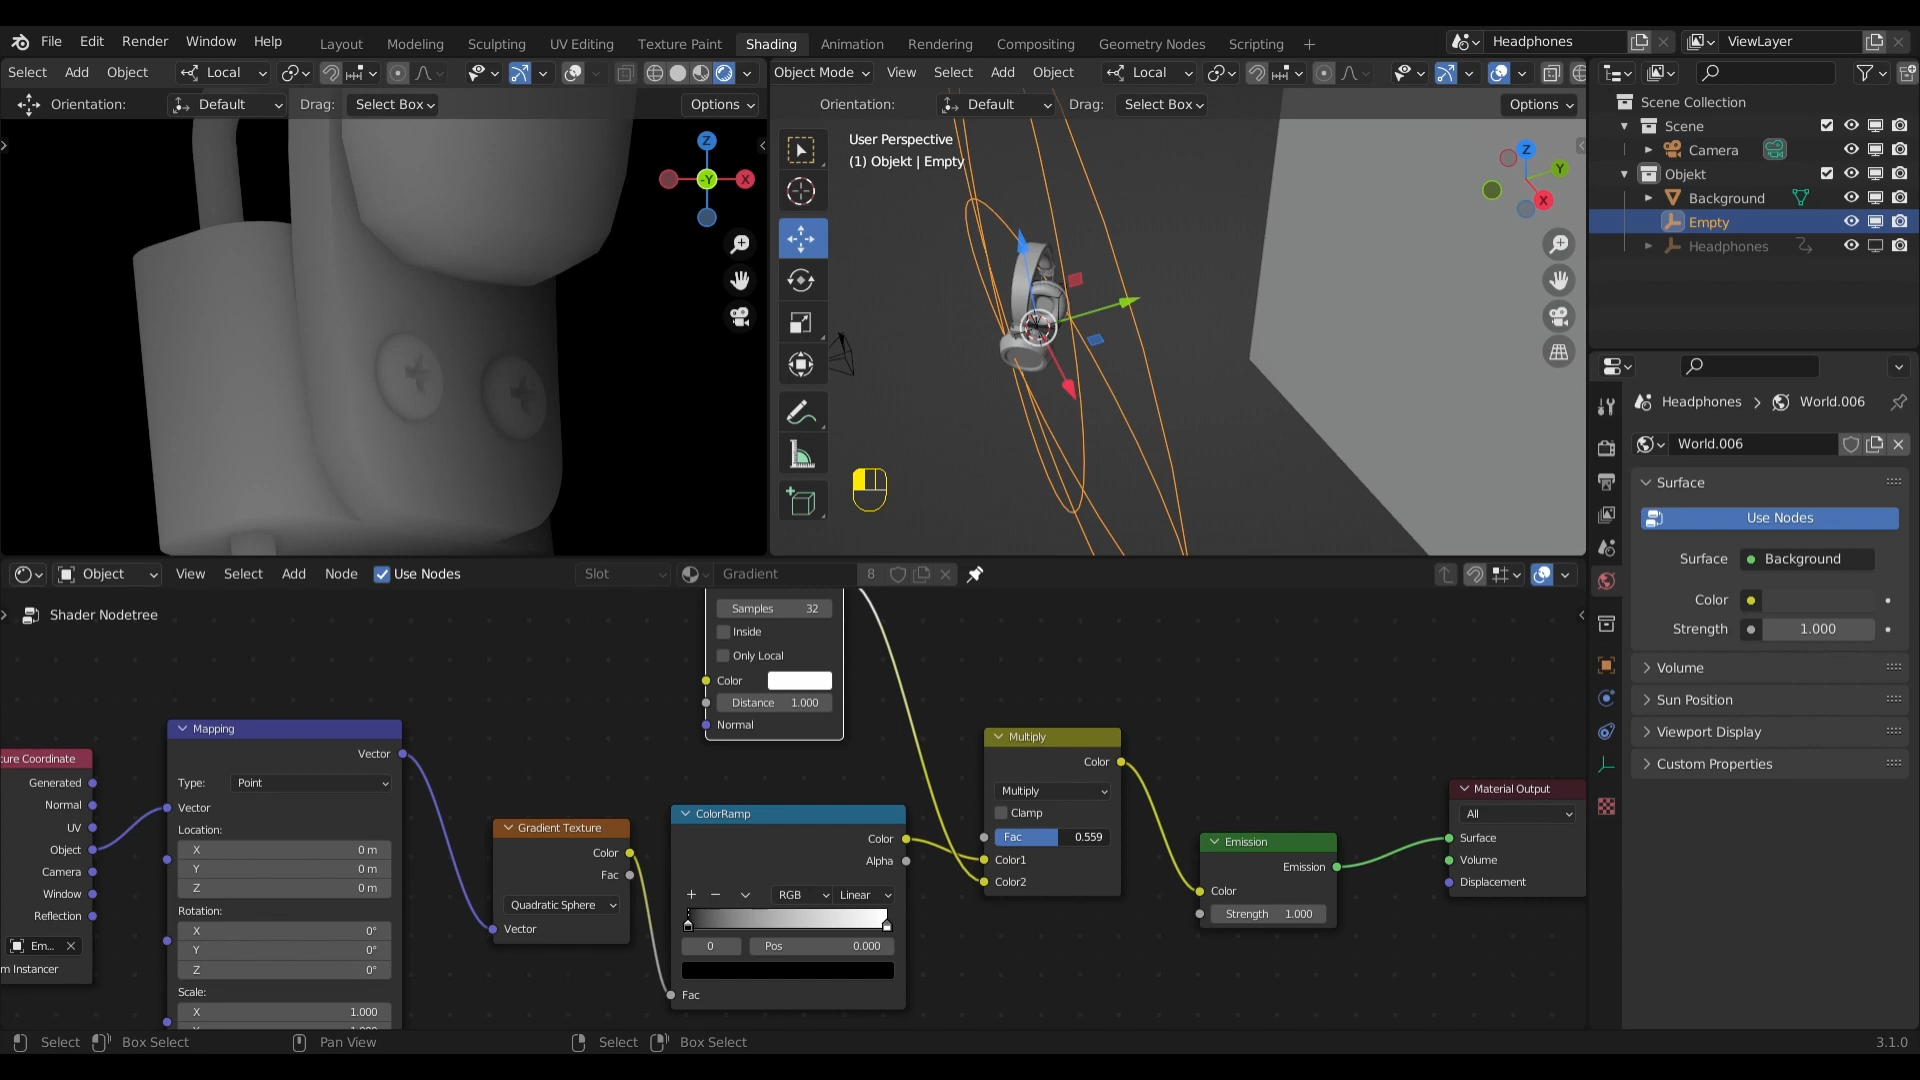 File Edit Render Window Help
Layout Modeling Sculpting UV Editing Texture Paint Shading Animation Rendering Compositing Geometry Nodes Scripting +
Headphones
ViewLayer
Select Add Object Local
Object Mode View Select Add Object Local
Orientation: Default Drag: Select Box Options
Orientation: Default Drag: Select Box Options
User Perspective
(1) Objekt | Empty
Z
-Y
X
Z
Y
X
Scene Collection
Scene
Camera
Objekt
Background
Empty
Headphones
Headphones > World.006
World.006
Surface
Use Nodes
Surface Background
Color
Strength 1.000
Volume
Sun Position
Viewport Display
Custom Properties
Object View Select Add Node Use Nodes Slot Gradient 8
Shader Nodetree
Samples 32
Inside
Only Local
Color
Distance 1.000
Normal
ture Coordinate
Generated
Normal
UV
Object
Camera
Window
Reflection
Em...
m Instancer
Mapping
Vector
Type: Point
Vector
Location:
X 0 m
Y 0 m
Z 0 m
Rotation:
X 0°
Y 0°
Z 0°
Scale:
X 1.000
Gradient Texture
Color
Fac
Quadratic Sphere
Vector
ColorRamp
Color
Alpha
+ − RGB Linear
0 Pos 0.000
Fac
Multiply
Color
Multiply
Clamp
Fac 0.559
Color1
Color2
Emission
Emission
Color
Strength 1.000
Material Output
All
Surface
Volume
Displacement
Select Box Select Pan View Select Box Select 3.1.0